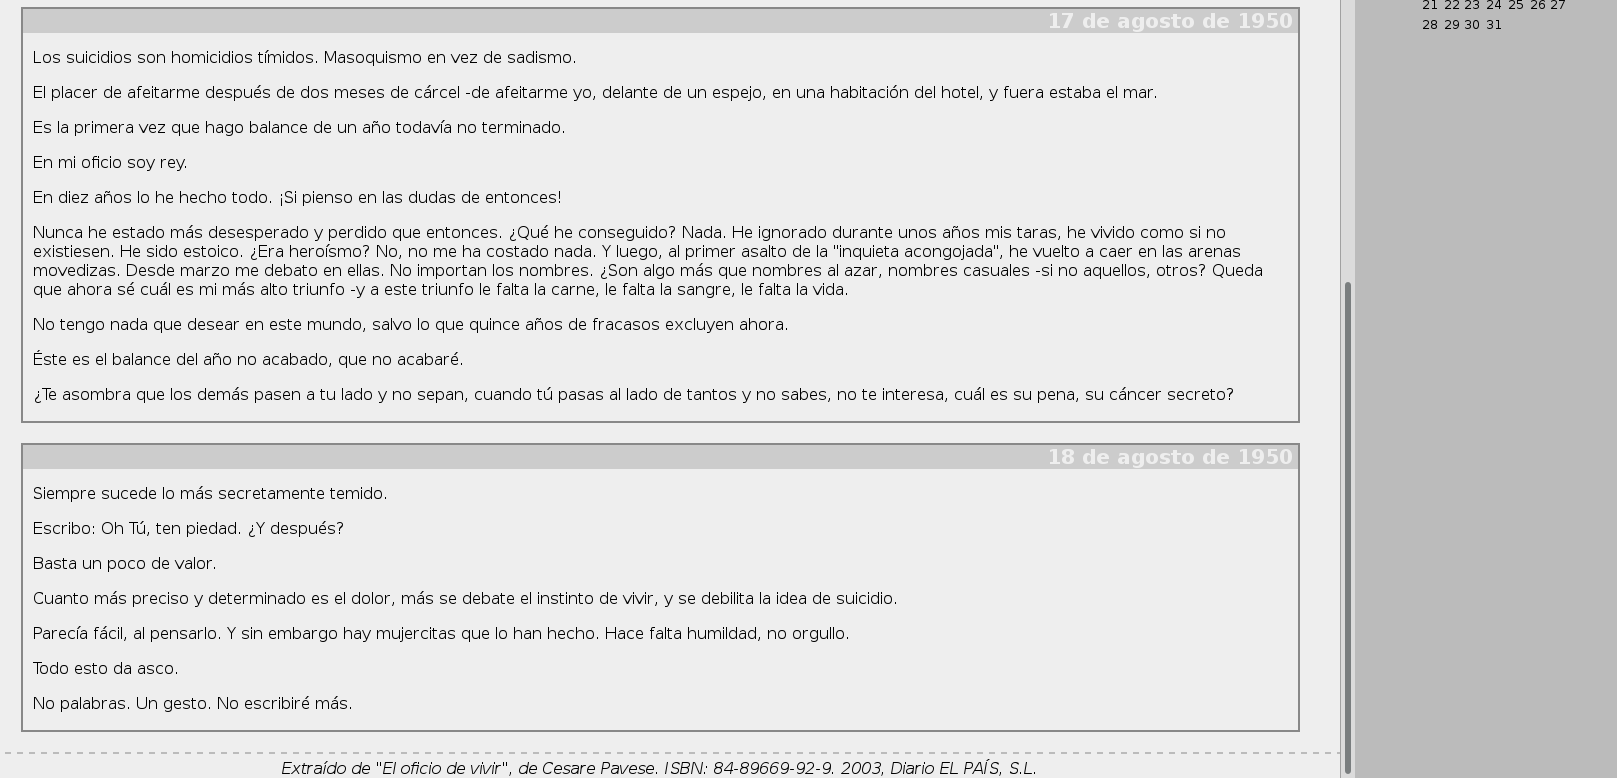 21 22 23 24 25 26 27
28 29 30 31
17 de agosto de 1950
Los suicidios son homicidios tímidos. Masoquismo en vez de sadismo.
El placer de afeitarme después de dos meses de cárcel -de afeitarme yo, delante de un espejo, en una habitación del hotel, y fuera estaba el mar.
Es la primera vez que hago balance de un año todavía no terminado.
En mi oficio soy rey.
En diez años lo he hecho todo. ¡Si pienso en las dudas de entonces!
Nunca he estado más desesperado y perdido que entonces. ¿Qué he conseguido? Nada. He ignorado durante unos años mis taras, he vivido como si no
existiesen. He sido estoico. ¿Era heroísmo? No, no me ha costado nada. Y luego, al primer asalto de la "inquieta acongojada", he vuelto a caer en las arenas
movedizas. Desde marzo me debato en ellas. No importan los nombres. ¿Son algo más que nombres al azar, nombres casuales -si no aquellos, otros? Queda
que ahora sé cuál es mi más alto triunfo -y a este triunfo le falta la carne, le falta la sangre, le falta la vida.
No tengo nada que desear en este mundo, salvo lo que quince años de fracasos excluyen ahora.
Éste es el balance del año no acabado, que no acabaré.
¿Te asombra que los demás pasen a tu lado y no sepan, cuando tú pasas al lado de tantos y no sabes, no te interesa, cuál es su pena, su cáncer secreto?
18 de agosto de 1950
Siempre sucede lo más secretamente temido.
Escribo: Oh Tú, ten piedad. ¿Y después?
Basta un poco de valor.
Cuanto más preciso y determinado es el dolor, más se debate el instinto de vivir, y se debilita la idea de suicidio.
Parecía fácil, al pensarlo. Y sin embargo hay mujercitas que lo han hecho. Hace falta humildad, no orgullo.
Todo esto da asco.
No palabras. Un gesto. No escribiré más.
Extraído de "El oficio de vivir", de Cesare Pavese. ISBN: 84-89669-92-9. 2003, Diario EL PAÍS, S.L.